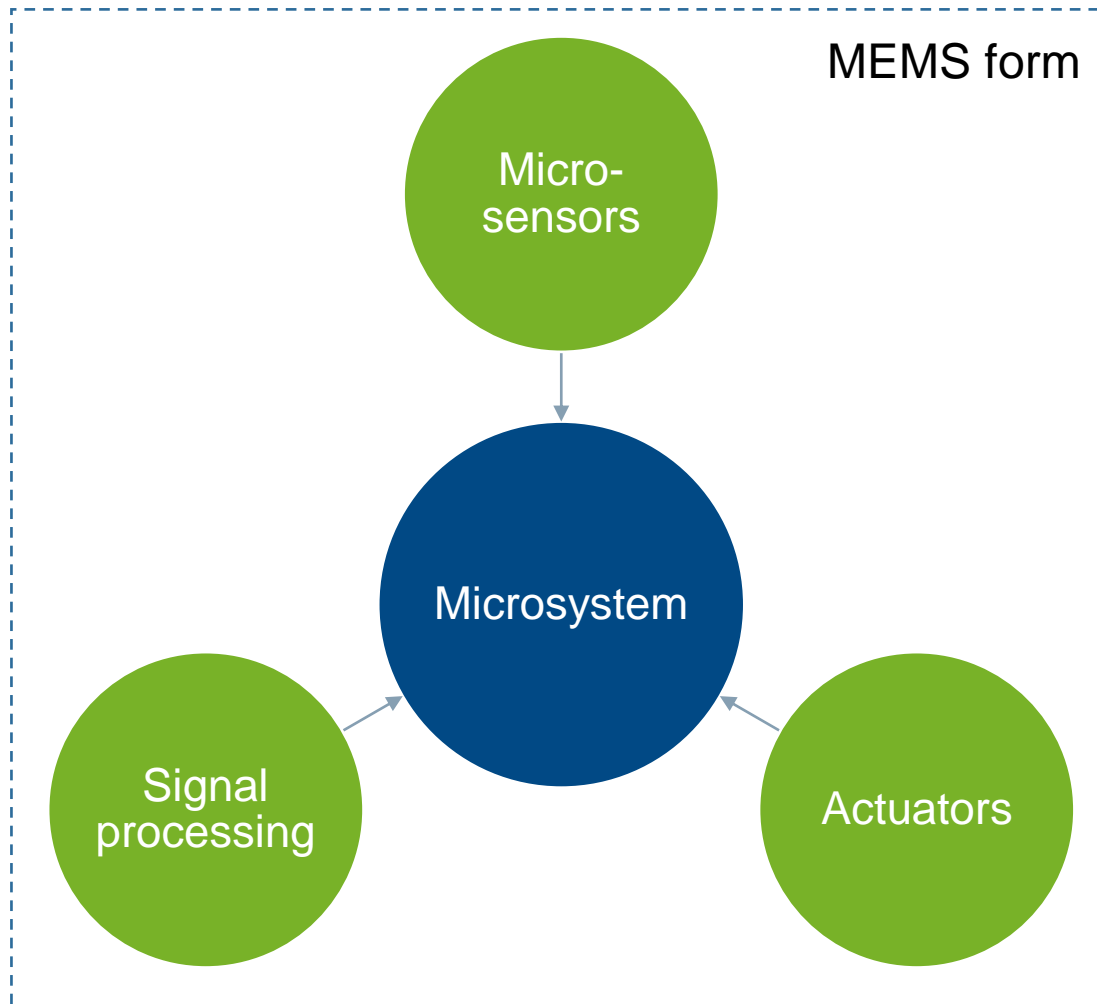 MEMS form
Micro-
sensors
Microsystem
Signal
processing
Actuators